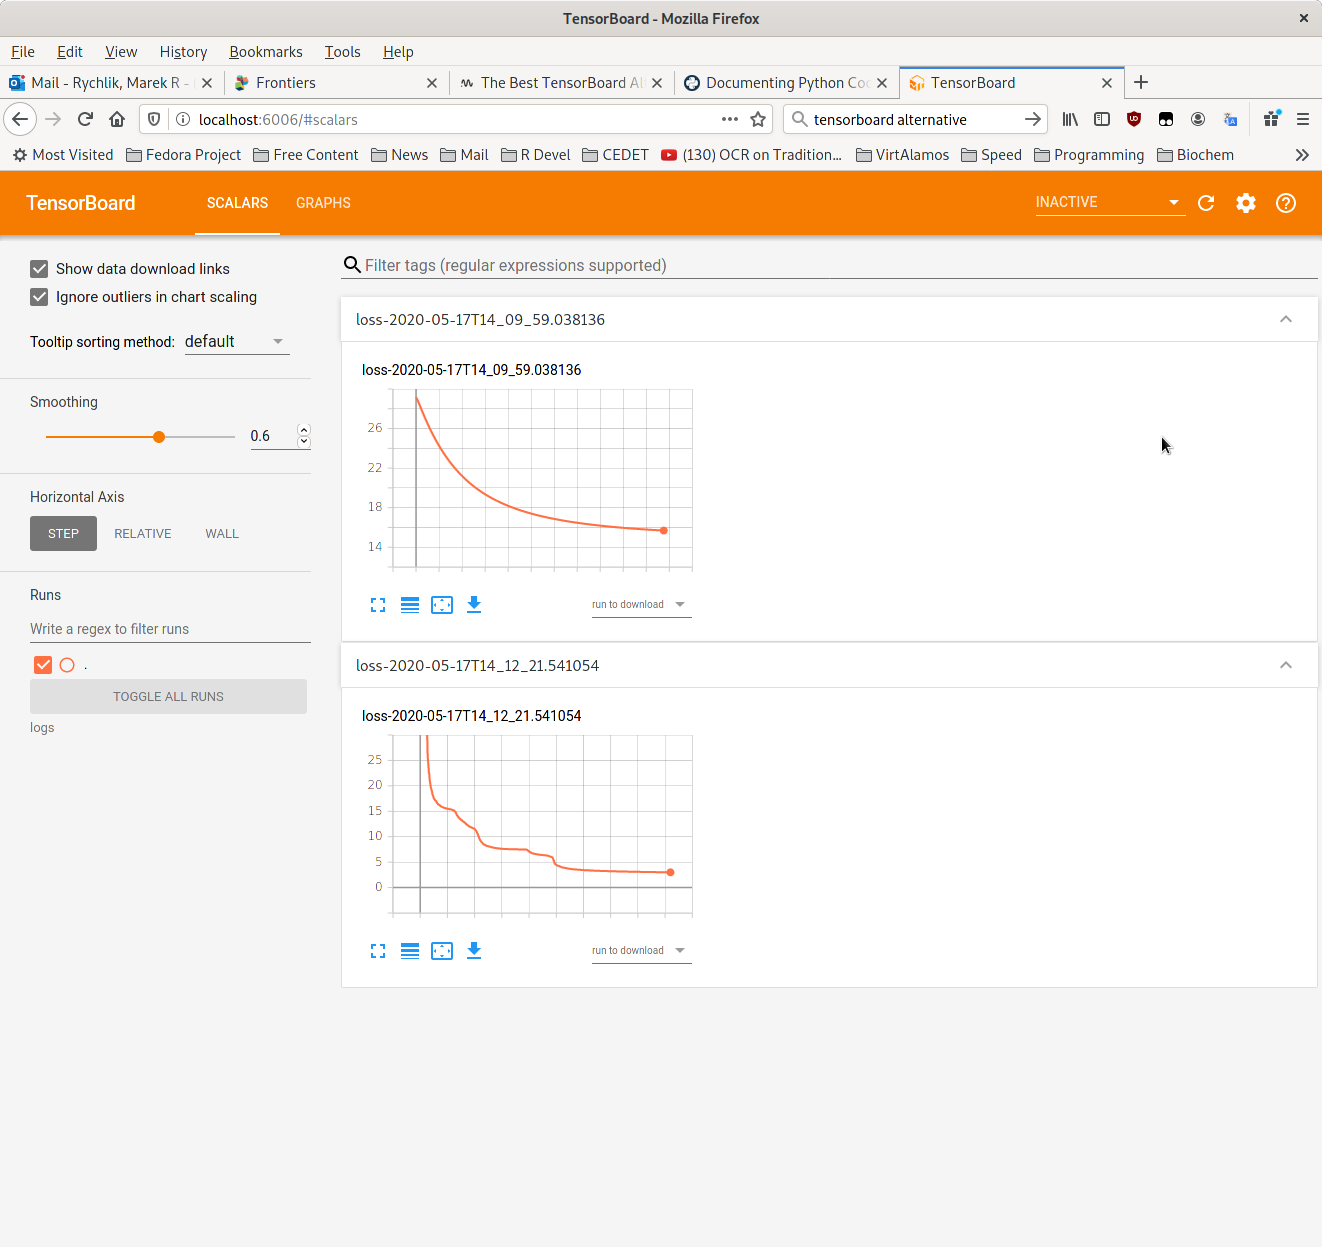 TensorBoard - Mozilla Firefox
File Edit View History Bookmarks Tools Help
Mail - Rychlik, Marek R - Frontiers The Best TensorBoard Al Documenting Python Co TensorBoard
localhost:6006/#scalars tensorboard alternative
Most Visited Fedora Project Free Content News Mail R Devel CEDET (130) OCR on Tradition... VirtAlamos Speed Programming Biochem
TensorBoard SCALARS GRAPHS INACTIVE
Show data download links
Ignore outliers in chart scaling
Tooltip sorting method: default
Smoothing
0.6
Horizontal Axis
STEP RELATIVE WALL
Runs
Write a regex to filter runs
.
TOGGLE ALL RUNS
logs
Filter tags (regular expressions supported)
loss-2020-05-17T14_09_59.038136
loss-2020-05-17T14_09_59.038136
26
22
18
14
run to download
loss-2020-05-17T14_12_21.541054
loss-2020-05-17T14_12_21.541054
25
20
15
10
5
0
run to download